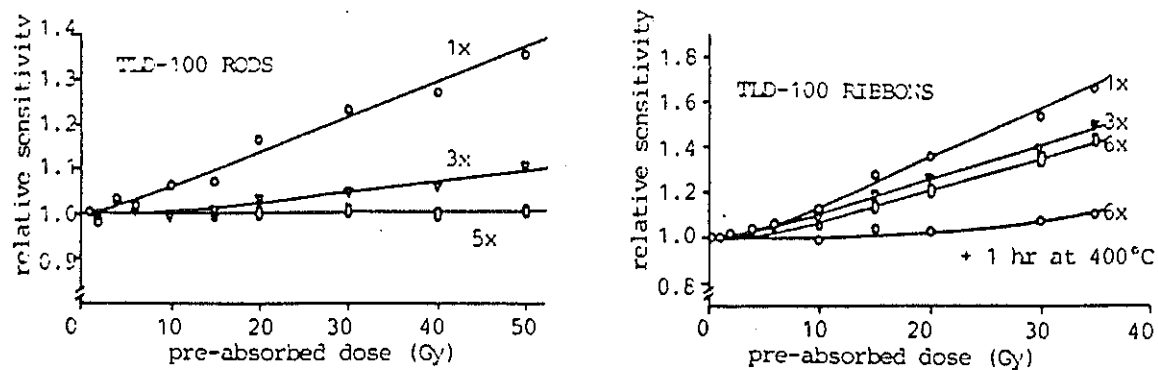 relative sensitivity
1.4
1.3
1.2
1.1
1.0
0.9
TLD-100 RODS
1x
3x
5x
0
10
20
30
40
50
pre-absorbed dose (Gy)
relative sensitivity
1.8
1.6
1.4
1.2
1.0
0.8
TLD-100 RIBBONS
1x
3x
6x
6x
+ 1 hr at 400°C
0
10
20
30
40
pre-absorbed dose (Gy)